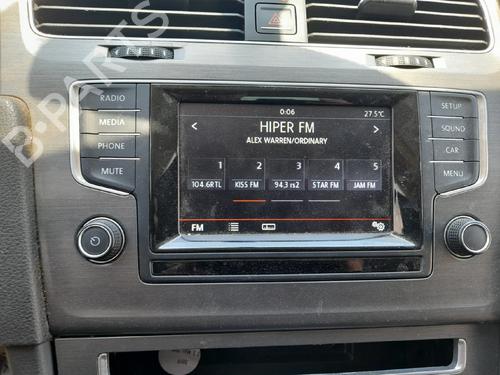 RADIO
MEDIA
PHONE
MUTE
0:06
27.5°C
HIPER FM
ALEX WARREN/ORDINARY
1 2 3 4 5
104.6RTL KISS FM 94,3 rs2 STAR FM JAM FM
FM
SETUP
SOUND
CAR
MENU
B-PARTS